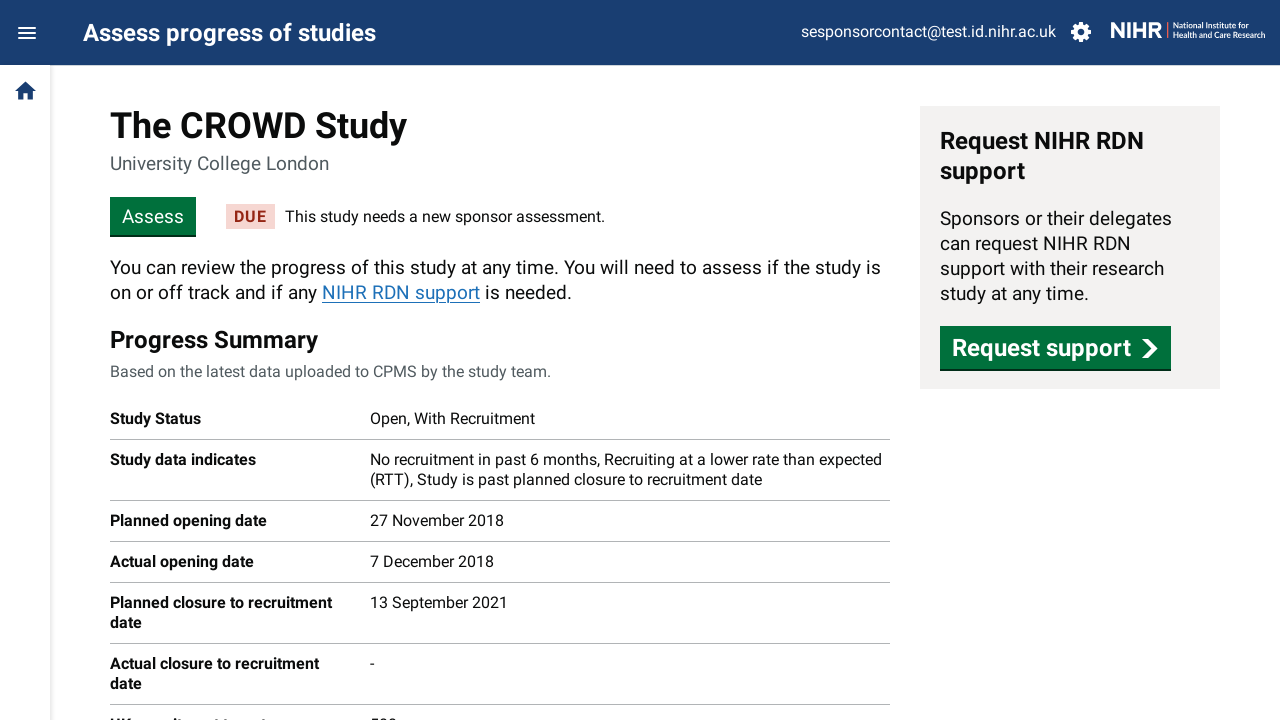 Assess progress of studies
sesponsorcontact@test.id.nihr.ac.uk
NIHR | National Institute for
Health and Care Research
The CROWD Study
University College London
Assess
DUE This study needs a new sponsor assessment.
You can review the progress of this study at any time. You will need to assess if the study is
on or off track and if any NIHR RDN support is needed.
Progress Summary
Based on the latest data uploaded to CPMS by the study team.
Study Status Open, With Recruitment
Study data indicates No recruitment in past 6 months, Recruiting at a lower rate than expected
(RTT), Study is past planned closure to recruitment date
Planned opening date 27 November 2018
Actual opening date 7 December 2018
Planned closure to recruitment 13 September 2021
date
Actual closure to recruitment -
date
Request NIHR RDN
support
Sponsors or their delegates
can request NIHR RDN
support with their research
study at any time.
Request support